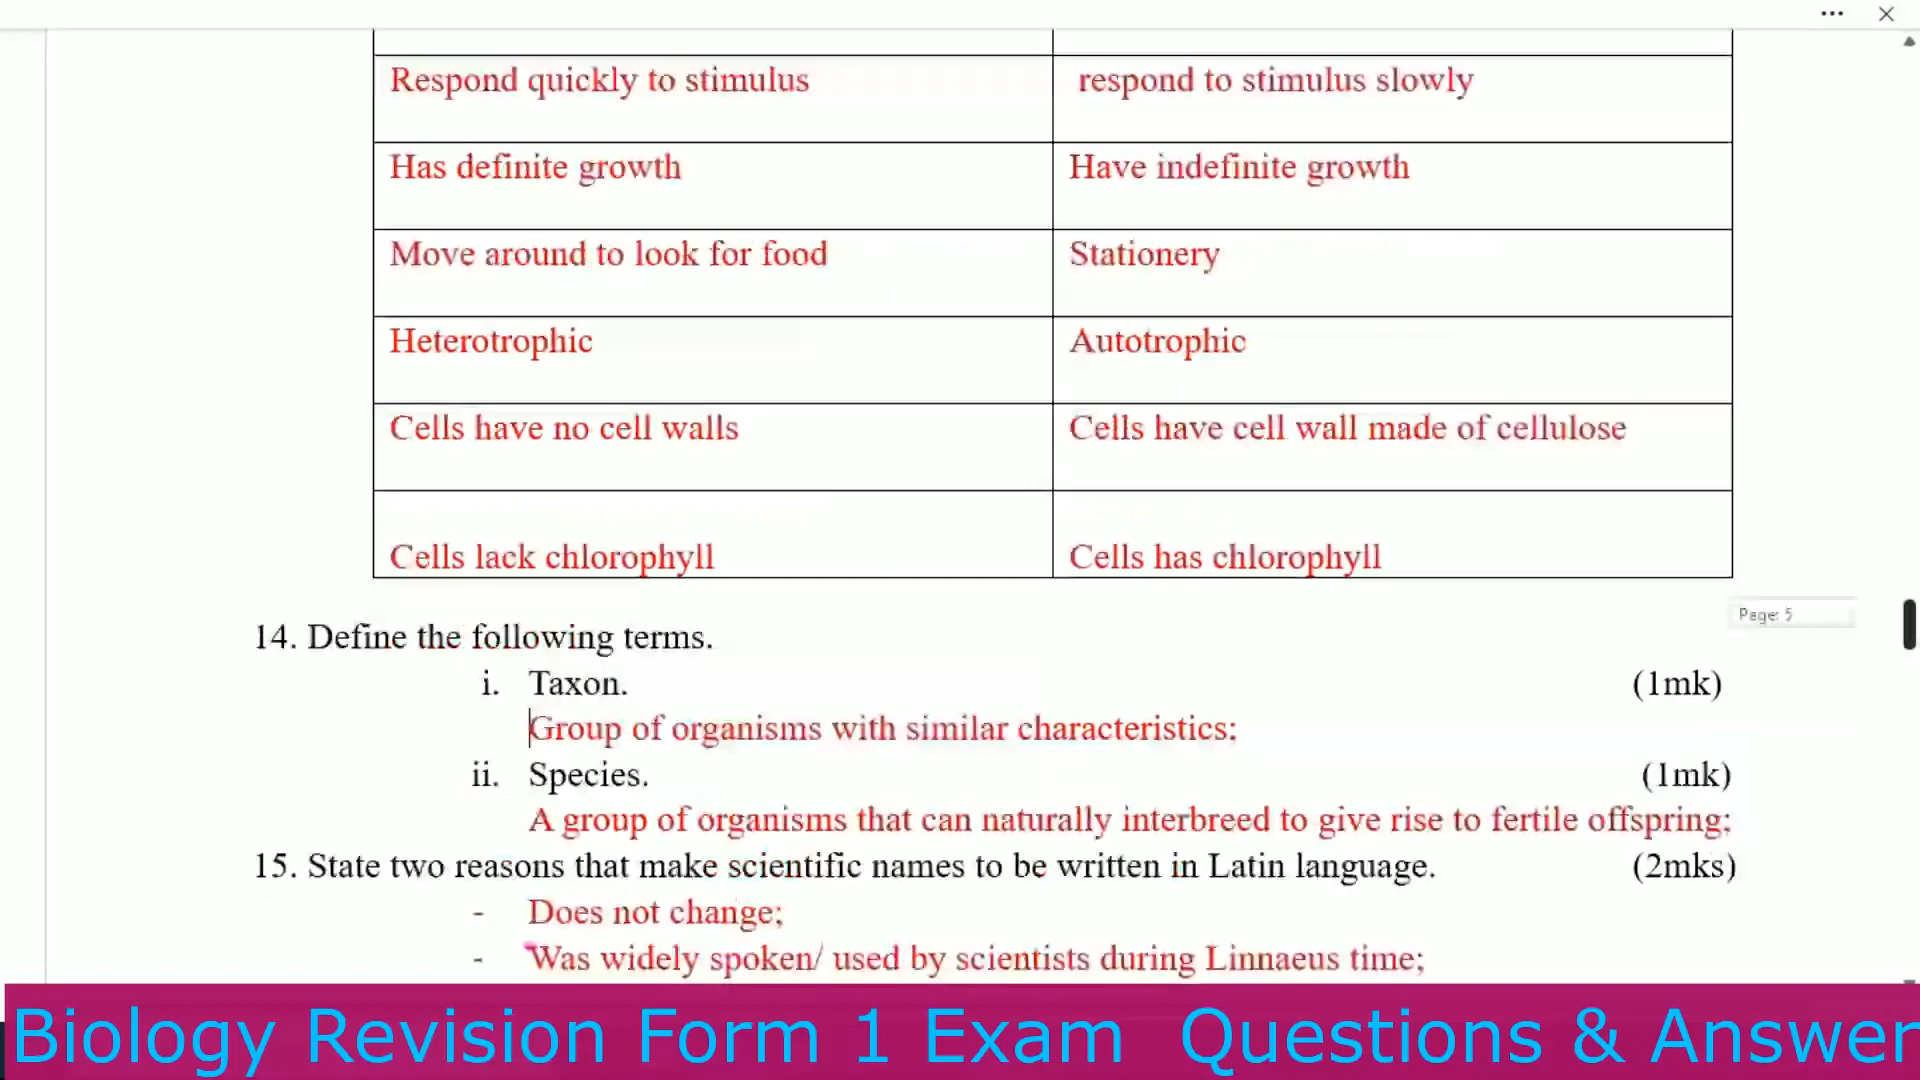 Respond quickly to stimulus respond to stimulus slowly
Has definite growth Have indefinite growth
Move around to look for food Stationery
Heterotrophic Autotrophic
Cells have no cell walls Cells have cell wall made of cellulose
Cells lack chlorophyll Cells has chlorophyll
Page: 5
14. Define the following terms.
i. Taxon. (1mk)
Group of organisms with similar characteristics;
ii. Species. (1mk)
A group of organisms that can naturally interbreed to give rise to fertile offspring;
15. State two reasons that make scientific names to be written in Latin language. (2mks)
- Does not change;
- Was widely spoken/ used by scientists during Linnaeus time;
Biology Revision Form 1 Exam Questions & Answer